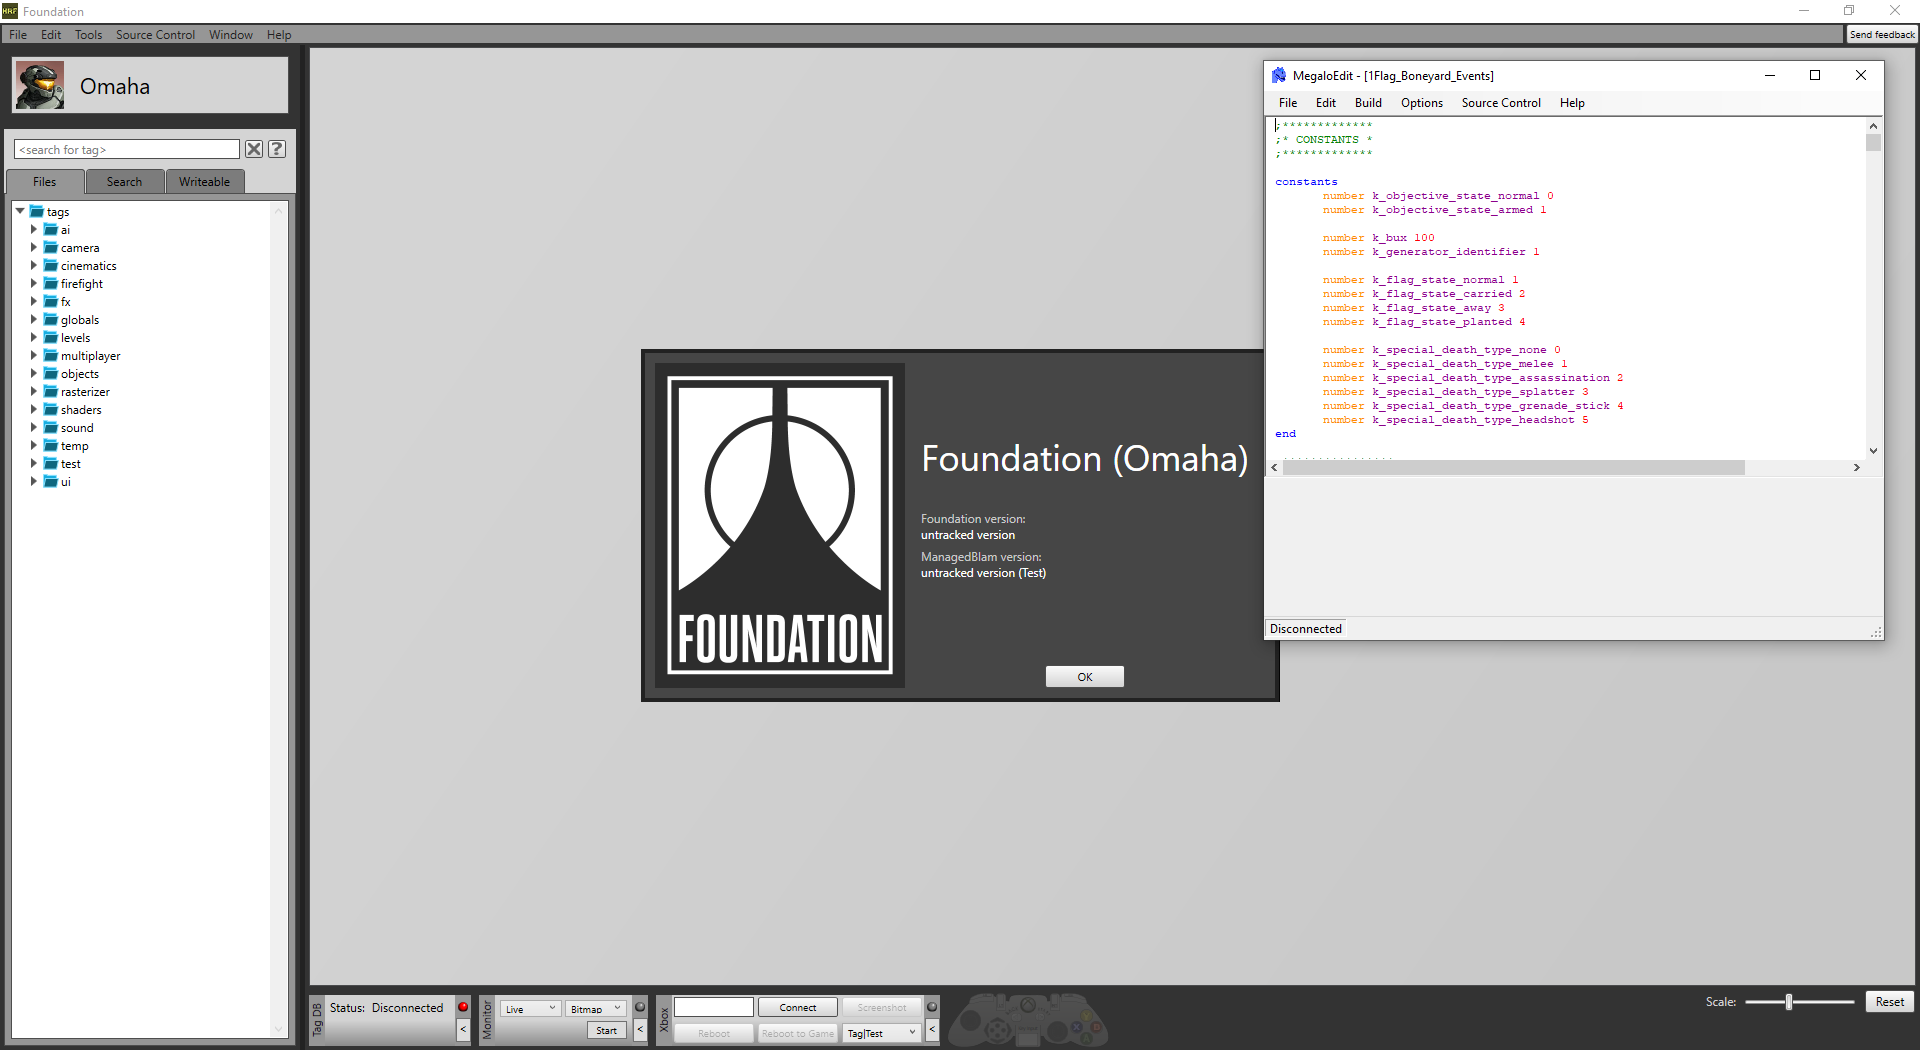 Foundation
File Edit Tools Source Control Window Help
Send feedback
Omaha
<search for tag>
Files Search Writeable
tags
ai
camera
cinematics
firefight
fx
globals
levels
multiplayer
objects
rasterizer
shaders
sound
temp
test
ui
FOUNDATION
Foundation (Omaha)
Foundation version:
untracked version
ManagedBlam version:
untracked version (Test)
OK
MegaloEdit - [1Flag_Boneyard_Events]
File Edit Build Options Source Control Help
;*************
;* CONSTANTS *
;*************
constants
number k_objective_state_normal 0
number k_objective_state_armed 1
number k_bux 100
number k_generator_identifier 1
number k_flag_state_normal 1
number k_flag_state_carried 2
number k_flag_state_away 3
number k_flag_state_planted 4
number k_special_death_type_none 0
number k_special_death_type_melee 1
number k_special_death_type_assassination 2
number k_special_death_type_splatter 3
number k_special_death_type_grenade_stick 4
number k_special_death_type_headshot 5
end
Disconnected
Tag DB
Status: Disconnected
<
Monitor
Live Bitmap
Start <
Xbox
Connect Screenshot
Reboot Reboot to Game Tag|Test <
Scale: Reset